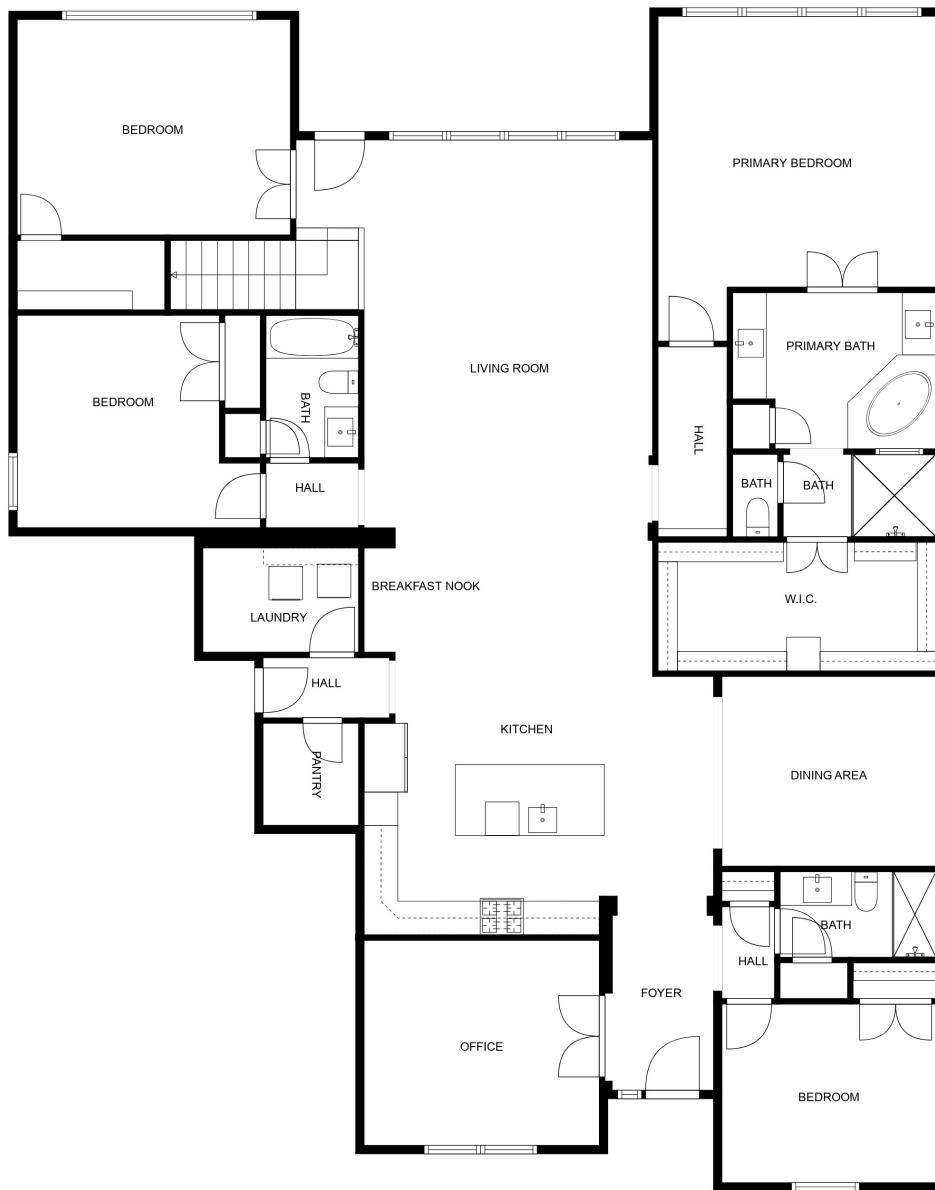 BEDROOM
PRIMARY BEDROOM
PRIMARY BATH
LIVING ROOM
BEDROOM
BATH
HALL
HALL
BATH
BATH
BREAKFAST NOOK
W.I.C.
LAUNDRY
HALL
KITCHEN
PANTRY
DINING AREA
BATH
HALL
FOYER
OFFICE
BEDROOM